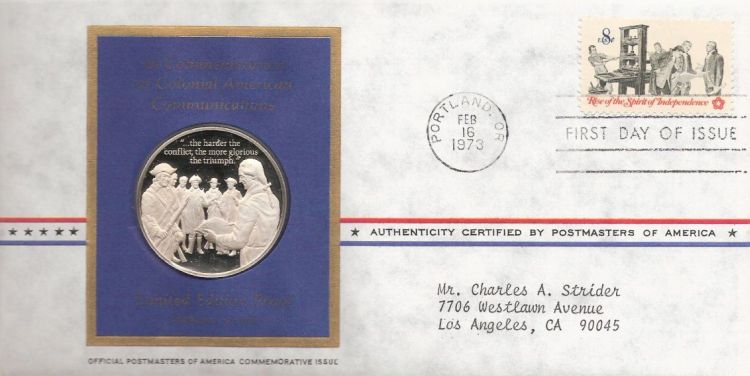 In Commemoration
of Colonial American
Communications
"...the harder the
conflict, the more glorious
the triumph."
Limited Edition Proof
OFFICIAL POSTMASTERS OF AMERICA COMMEMORATIVE ISSUE
PORTLAND, OR
FEB
16
1973
8c
U.S.
Rise of the Spirit of Independence
FIRST DAY OF ISSUE
AUTHENTICITY CERTIFIED BY POSTMASTERS OF AMERICA
Mr. Charles A. Strider
7706 Westlawn Avenue
Los Angeles, CA 90045